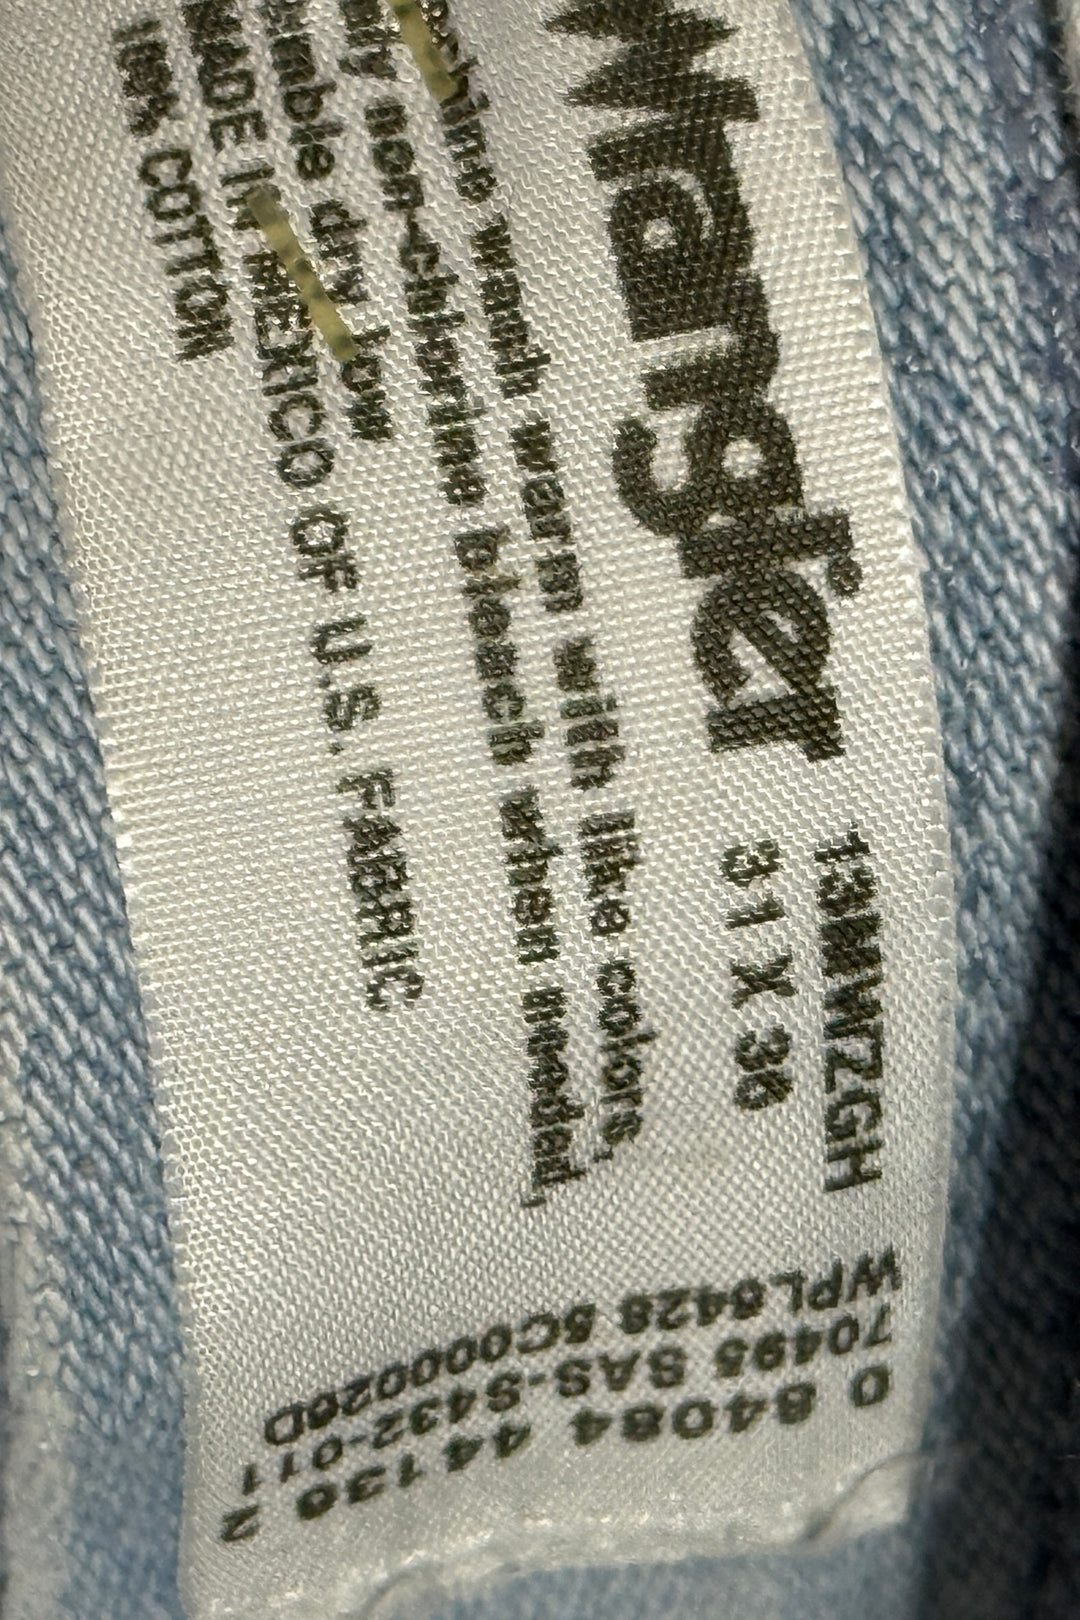 Wrangler
13MWZGH
31 X 36
machine wash warm with like colors,
only non-chlorine bleach when needed,
tumble dry low
MADE IN MEXICO OF U.S. FABRIC
100% COTTON
WPL6428 5C000020D
70495 SAS-S432-011
0 84084 44136 2